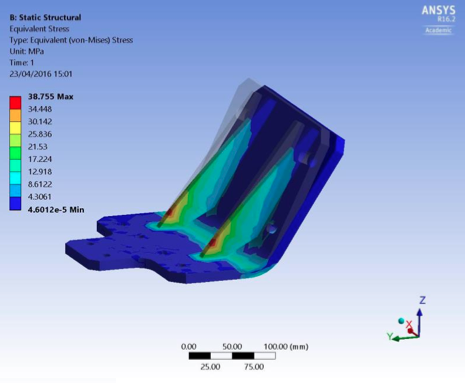 B: Static Structural
Equivalent Stress
Type: Equivalent (von-Mises) Stress
Unit: MPa
Time: 1
23/04/2016 15:01
38.755 Max
34.448
30.142
25.836
21.53
17.224
12.918
8.6122
4.3061
4.6012e-5 Min
ANSYS
R16.2
Academic
Z
X
Y
0.00 50.00 100.00 (mm)
25.00 75.00